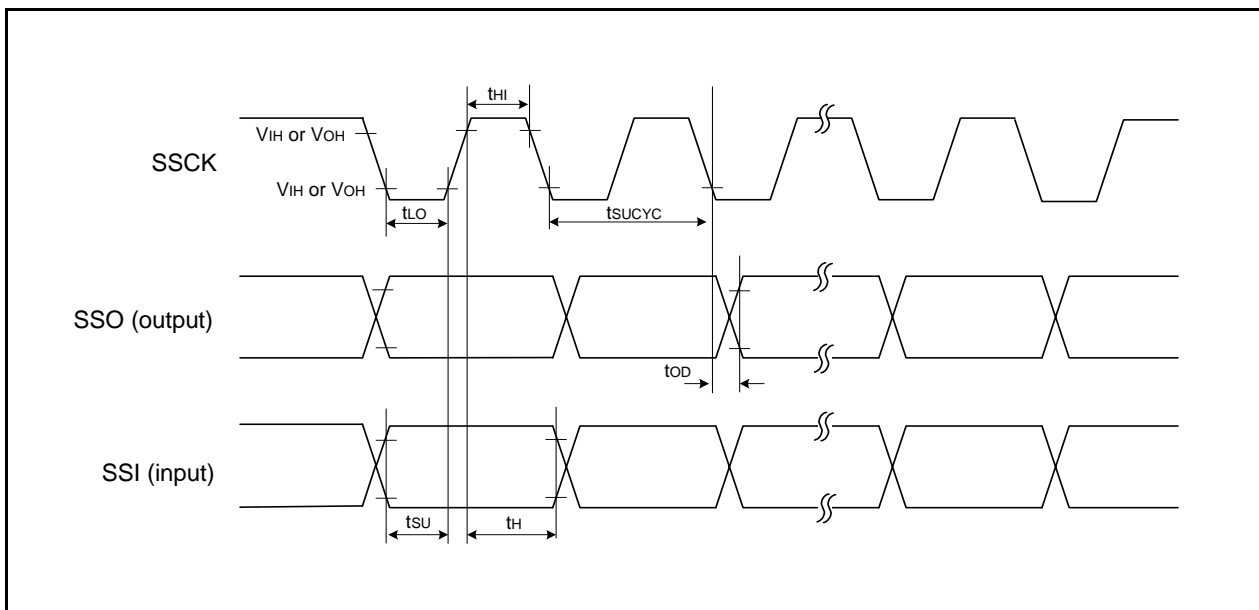 tHI
VIH or VOH
SSCK
VIH or VOH
tLO
tSUCYC
SSO (output)
tOD
SSI (input)
tSU
tH